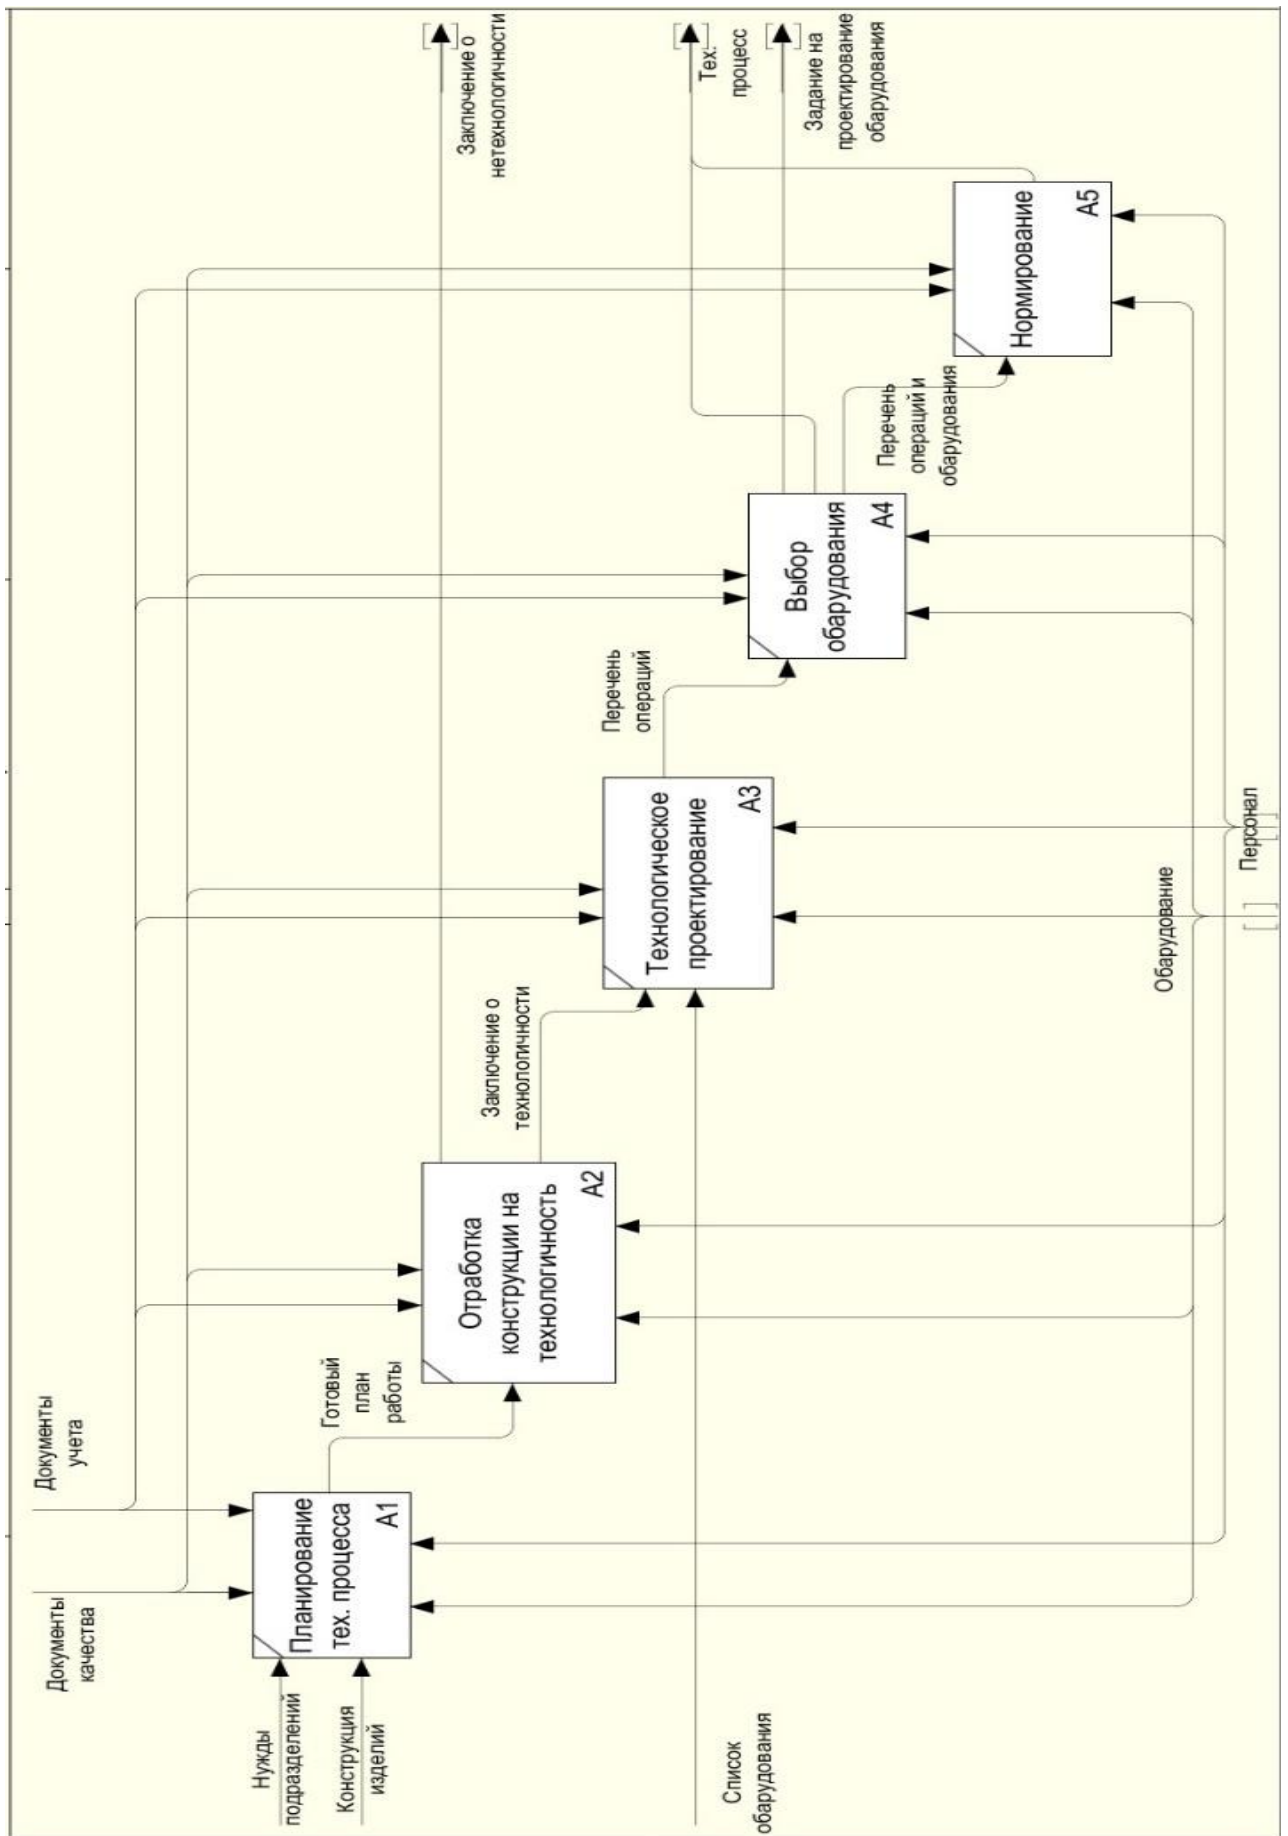 Документы
качества
Документы
учета
Нужды
подразделений
Конструкция
изделий
Планирование
тех. процесса
A1
Готовый
план
работы
Отработка
конструкции на
технологичность
A2
Заключение о
нетехнологичности
Заключение о
технологичности
Технологическое
проектирование
A3
Перечень
операций
Список
обарудования
Выбор
обарудования
A4
Тех.
процесс
Задание на
проектирование
обарудования
Перечень
операций и
обарудования
Нормирование
A5
Обарудование
Персонал